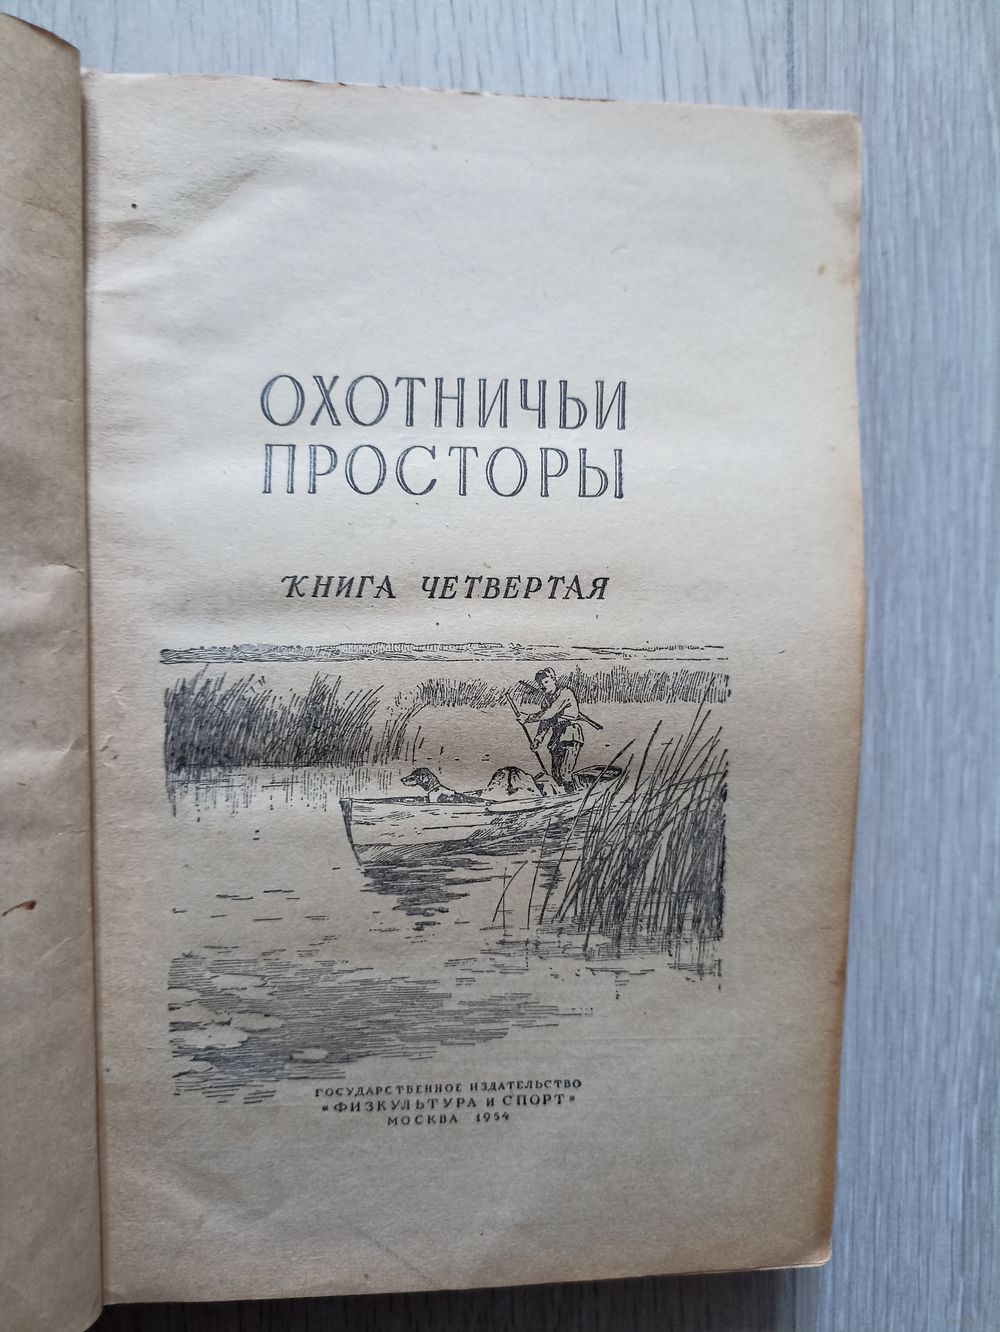 ОХОТНИЧЬИ
ПРОСТОРЫ
КНИГА ЧЕТВЕРТАЯ
ГОСУДАРСТВЕННОЕ ИЗДАТЕЛЬСТВО
«ФИЗКУЛЬТУРА И СПОРТ»
МОСКВА 1954